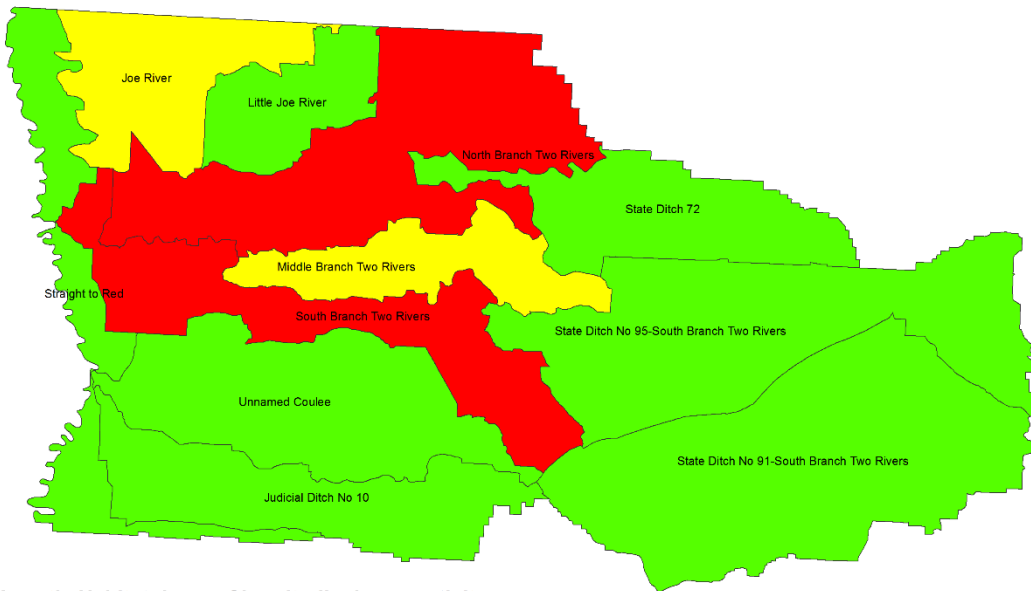 Joe River
Little Joe River
North Branch Two Rivers
State Ditch 72
Middle Branch Two Rivers
Straight to Red
South Branch Two Rivers
State Ditch No 95-South Branch Two Rivers
Unnamed Coulee
State Ditch No 91-South Branch Two Rivers
Judicial Ditch No 10